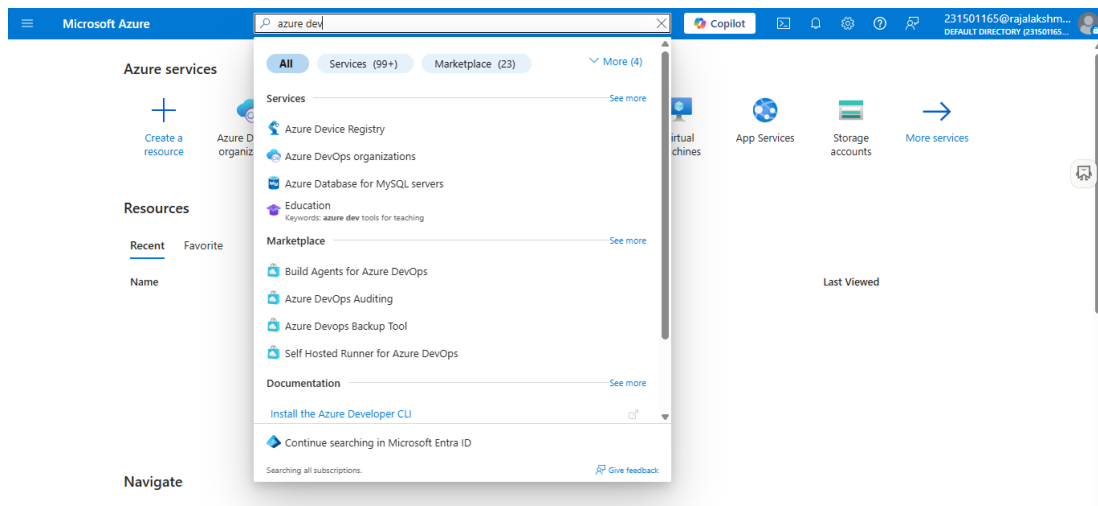 Microsoft Azure
azure dev
Copilot
231501165@rajalakshm...
DEFAULT DIRECTORY (231501165...
Azure services
Create a
resource
Azure D
organiz
irtual
chines
App Services
Storage
accounts
More services
All
Services (99+)
Marketplace (23)
More (4)
Services
See more
Azure Device Registry
Azure DevOps organizations
Azure Database for MySQL servers
Education
Keywords: azure dev tools for teaching
Marketplace
See more
Build Agents for Azure DevOps
Azure DevOps Auditing
Azure Devops Backup Tool
Self Hosted Runner for Azure DevOps
Documentation
See more
Install the Azure Developer CLI
Continue searching in Microsoft Entra ID
Searching all subscriptions.
Give feedback
Resources
Recent
Favorite
Name
Last Viewed
Navigate